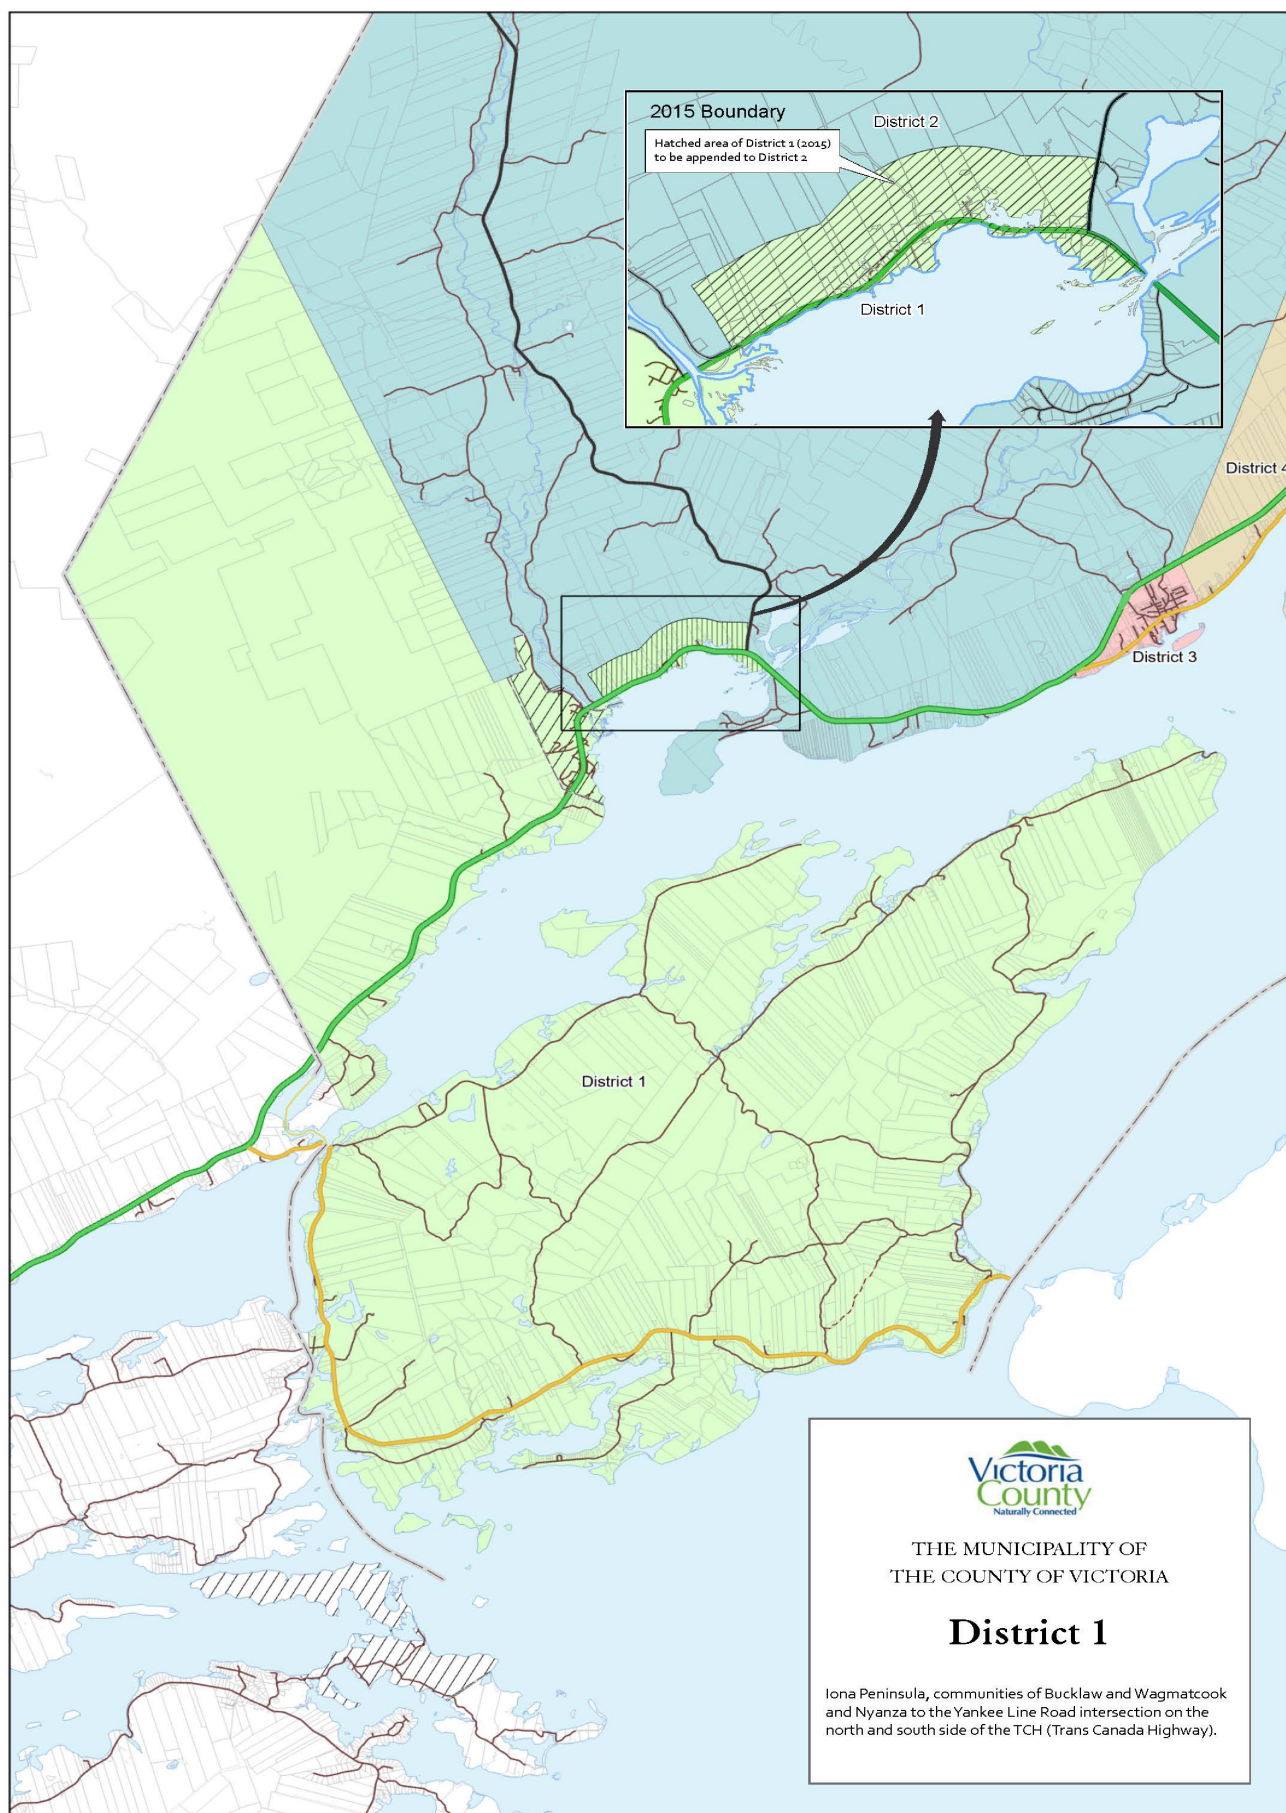 2015 Boundary
District 2
Hatched area of District 1 (2015)
to be appended to District 2
District 1
District 4
District 3
District 1
Victoria
County
Naturally Connected
THE MUNICIPALITY OF
THE COUNTY OF VICTORIA
District 1
Iona Peninsula, communities of Bucklaw and Wagmatcook
and Nyanza to the Yankee Line Road intersection on the
north and south side of the TCH (Trans Canada Highway).